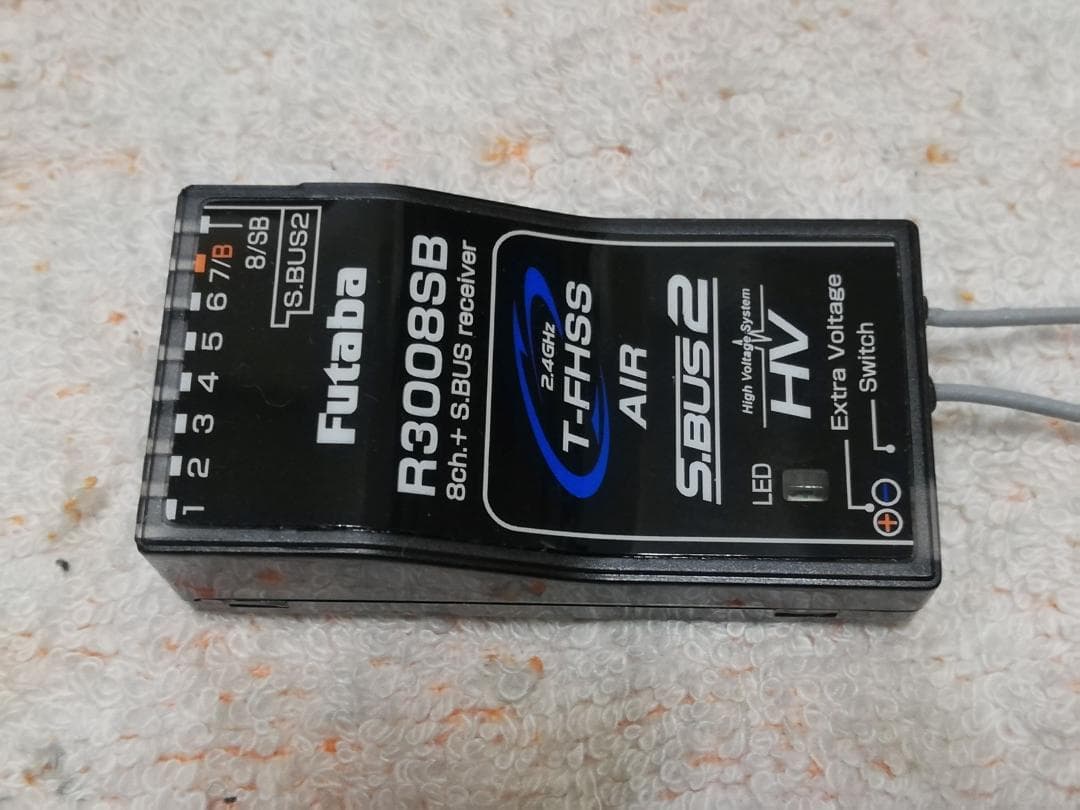 1
2
3
4
5
6
7/B
8/SB
S.BUS2
Futaba
R3008SB
8ch.+ S.BUS receiver
2.4GHz
T-FHSS
AIR
S.BUS2
High Voltage System
HV
LED
Extra Voltage
Switch
+ -